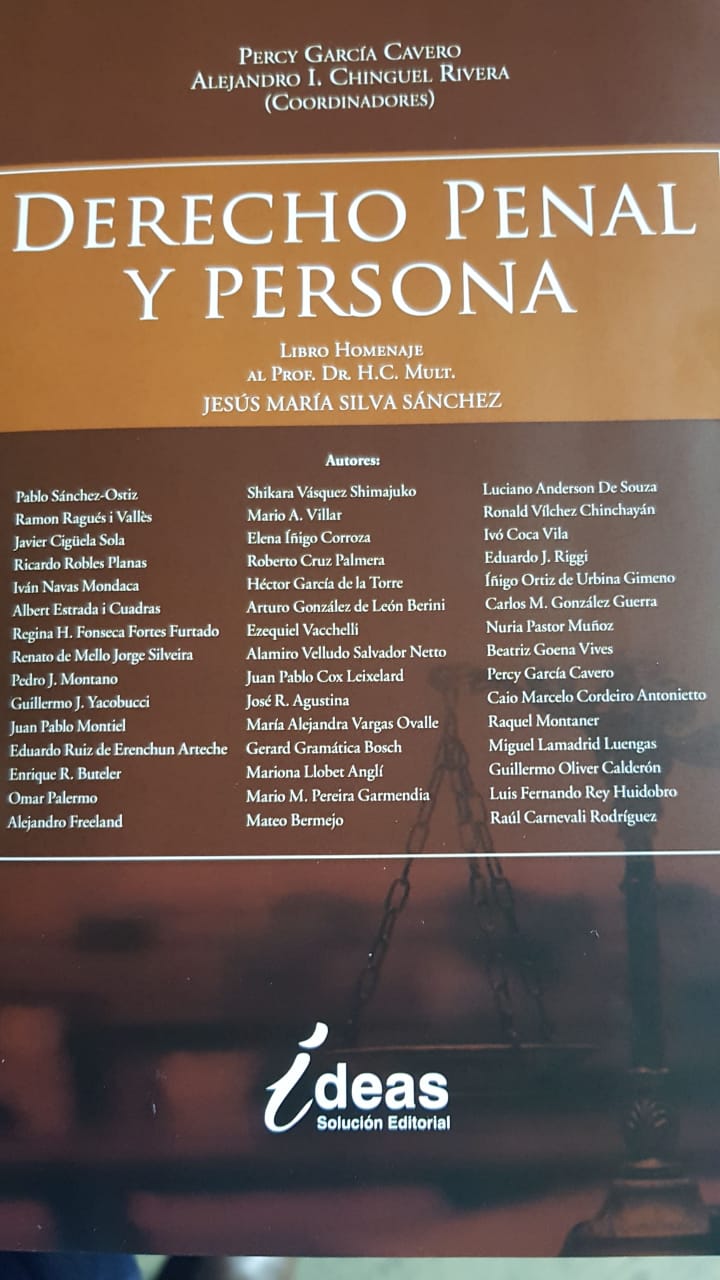 PERCY GARCÍA CAVERO
ALEJANDRO I. CHINGUEL RIVERA
(COORDINADORES)
DERECHO PENAL
Y PERSONA
LIBRO HOMENAJE
AL PROF. DR. H.C. MULT.
JESÚS MARÍA SILVA SÁNCHEZ
Autores:
Pablo Sánchez-Ostiz
Ramon Ragués i Vallès
Javier Cigüela Sola
Ricardo Robles Planas
Iván Navas Mondaca
Albert Estrada i Cuadras
Regina H. Fonseca Fortes Furtado
Renato de Mello Jorge Silveira
Pedro J. Montano
Guillermo J. Yacobucci
Juan Pablo Montiel
Eduardo Ruiz de Erenchun Arteche
Enrique R. Buteler
Omar Palermo
Alejandro Freeland
Shikara Vásquez Shimajuko
Mario A. Villar
Elena Íñigo Corroza
Roberto Cruz Palmera
Héctor García de la Torre
Arturo González de León Berini
Ezequiel Vacchelli
Alamiro Velludo Salvador Netto
Juan Pablo Cox Leixelard
José R. Agustina
María Alejandra Vargas Ovalle
Gerard Gramática Bosch
Mariona Llobet Anglí
Mario M. Pereira Garmendia
Mateo Bermejo
Luciano Anderson De Souza
Ronald Vílchez Chinchayán
Ivó Coca Vila
Eduardo J. Riggi
Íñigo Ortiz de Urbina Gimeno
Carlos M. González Guerra
Nuria Pastor Muñoz
Beatriz Goena Vives
Percy García Cavero
Caio Marcelo Cordeiro Antonietto
Raquel Montaner
Miguel Lamadrid Luengas
Guillermo Oliver Calderón
Luis Fernando Rey Huidobro
Raúl Carnevali Rodríguez
ideas
Solución Editorial